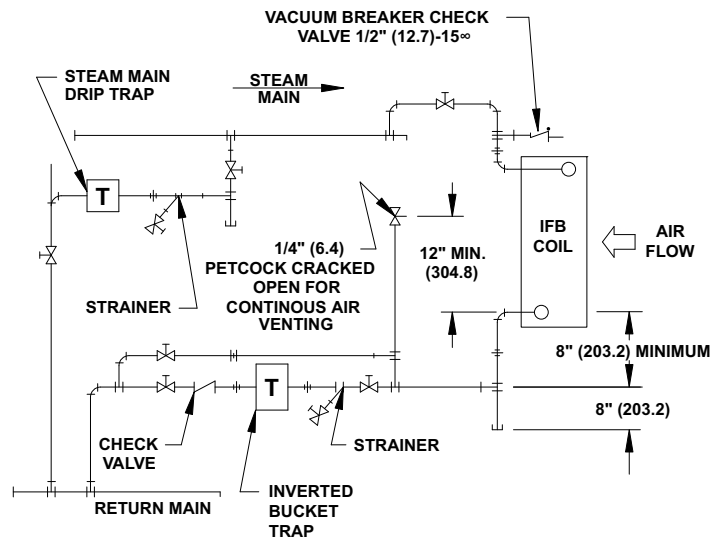 VACUUM BREAKER CHECK
VALVE 1/2" (12.7)-15∞
STEAM MAIN
DRIP TRAP
STEAM
MAIN
T
IFB
COIL
AIR
FLOW
12" MIN.
(304.8)
1/4" (6.4)
PETCOCK CRACKED
OPEN FOR
CONTINOUS AIR
VENTING
STRAINER
8" (203.2) MINIMUM
T
8" (203.2)
CHECK
VALVE
STRAINER
INVERTED
BUCKET
TRAP
RETURN MAIN